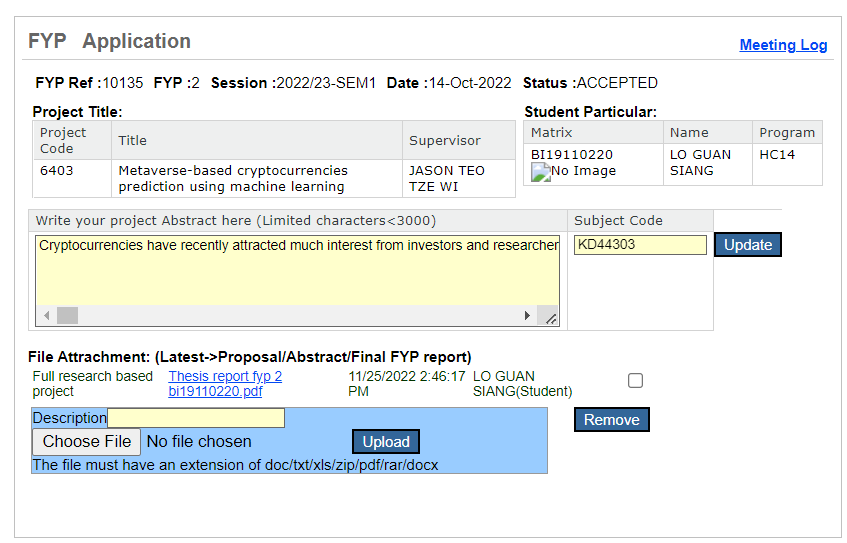 FYP Application
Meeting Log
FYP Ref :10135 FYP :2 Session :2022/23-SEM1 Date :14-Oct-2022 Status :ACCEPTED
Project Title:
Project Code Title Supervisor
6403 Metaverse-based cryptocurrencies prediction using machine learning JASON TEO TZE WI
Student Particular:
Matrix Name Program
BI19110220 LO GUAN SIANG HC14
No Image
Write your project Abstract here (Limited characters<3000) Subject Code
Cryptocurrencies have recently attracted much interest from investors and researcher KD44303 Update
File Attrachment: (Latest->Proposal/Abstract/Final FYP report)
Full research based project Thesis report fyp 2 bi19110220.pdf 11/25/2022 2:46:17 PM LO GUAN SIANG(Student)
Description
Remove
Choose File No file chosen Upload
The file must have an extension of doc/txt/xls/zip/pdf/rar/docx